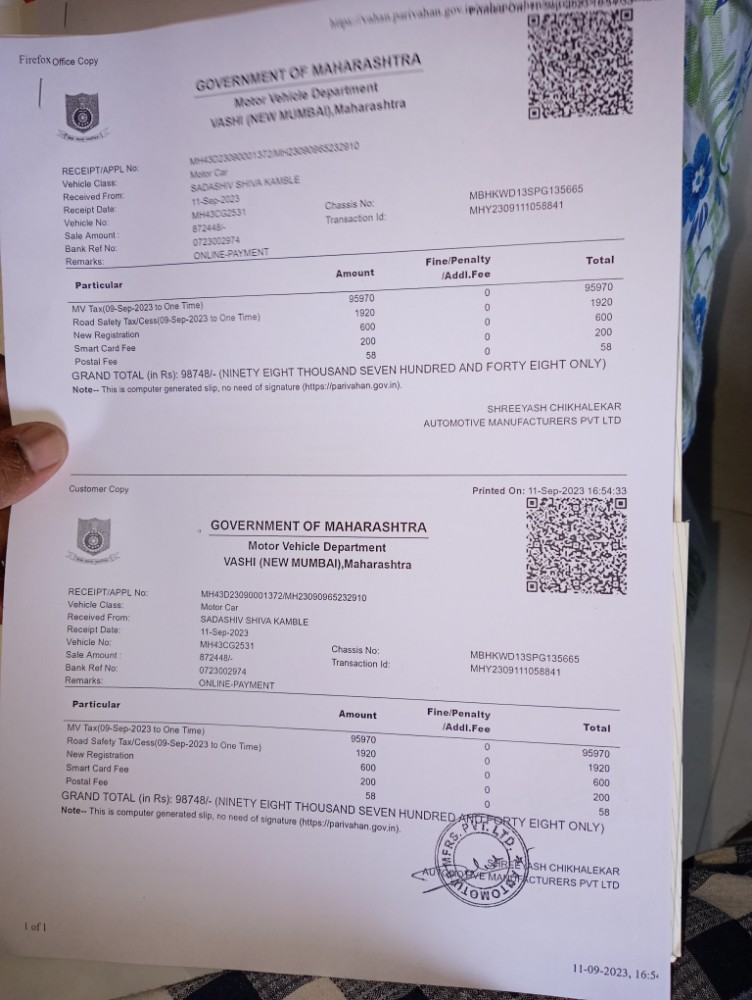 https://vahan.parivahan.gov.in
Firefox Office Copy
GOVERNMENT OF MAHARASHTRA
Motor Vehicle Department
VASHI (NEW MUMBAI),Maharashtra
RECEIPT/APPL No: MH43D23090001372/MH23090965232910
Vehicle Class: Motor Car
Received From: SADASHIV SHIVA KAMBLE
Receipt Date: 11-Sep-2023 Chassis No: MBHKWD13SPG135665
Vehicle No: MH43CG2531 Transaction Id: MHY2309111058841
Sale Amount : 872448/-
Bank Ref No: 0723002974
Remarks: ONLINE-PAYMENT
Particular Amount Fine/Penalty /Addl.Fee Total
MV Tax(09-Sep-2023 to One Time) 95970 0 95970
Road Safety Tax/Cess(09-Sep-2023 to One Time) 1920 0 1920
New Registration 600 0 600
Smart Card Fee 200 0 200
Postal Fee 58 0 58
GRAND TOTAL (in Rs): 98748/- (NINETY EIGHT THOUSAND SEVEN HUNDRED AND FORTY EIGHT ONLY)
Note-- This is computer generated slip, no need of signature (https://parivahan.gov.in).
SHREEYASH CHIKHALEKAR
AUTOMOTIVE MANUFACTURERS PVT LTD
Customer Copy Printed On: 11-Sep-2023 16:54:33
GOVERNMENT OF MAHARASHTRA
Motor Vehicle Department
VASHI (NEW MUMBAI),Maharashtra
RECEIPT/APPL No: MH43D23090001372/MH23090965232910
Vehicle Class: Motor Car
Received From: SADASHIV SHIVA KAMBLE
Receipt Date: 11-Sep-2023
Vehicle No: MH43CG2531 Chassis No: MBHKWD13SPG135665
Sale Amount : 872448/- Transaction Id: MHY2309111058841
Bank Ref No: 0723002974
Remarks: ONLINE-PAYMENT
Particular Amount Fine/Penalty /Addl.Fee Total
MV Tax(09-Sep-2023 to One Time) 95970 0 95970
Road Safety Tax/Cess(09-Sep-2023 to One Time) 1920 0 1920
New Registration 600 0 600
Smart Card Fee 200 0 200
Postal Fee 58 0 58
GRAND TOTAL (in Rs): 98748/- (NINETY EIGHT THOUSAND SEVEN HUNDRED AND FORTY EIGHT ONLY)
Note-- This is computer generated slip, no need of signature (https://parivahan.gov.in).
AUTOMOTIVE MFRS. PVT. LTD.
SHREEYASH CHIKHALEKAR
AUTOMOTIVE MANUFACTURERS PVT LTD
1 of 1
11-09-2023, 16:5